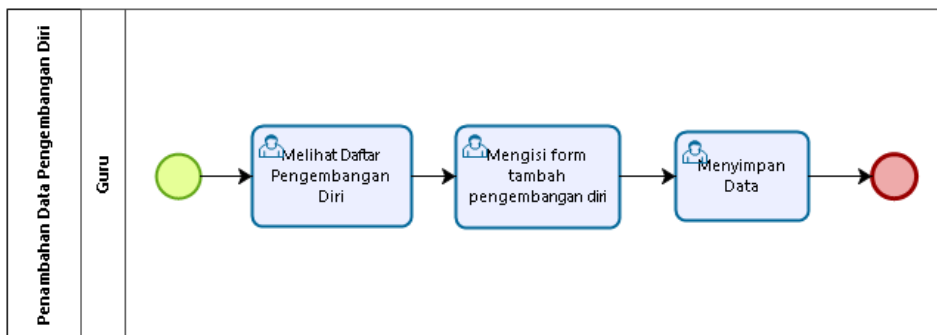 Penambahan Data Pengembangan Diri
Guru
Melihat Daftar
Pengembangan
Diri
Mengisi form
tambah
pengembangan diri
Menyimpan
Data